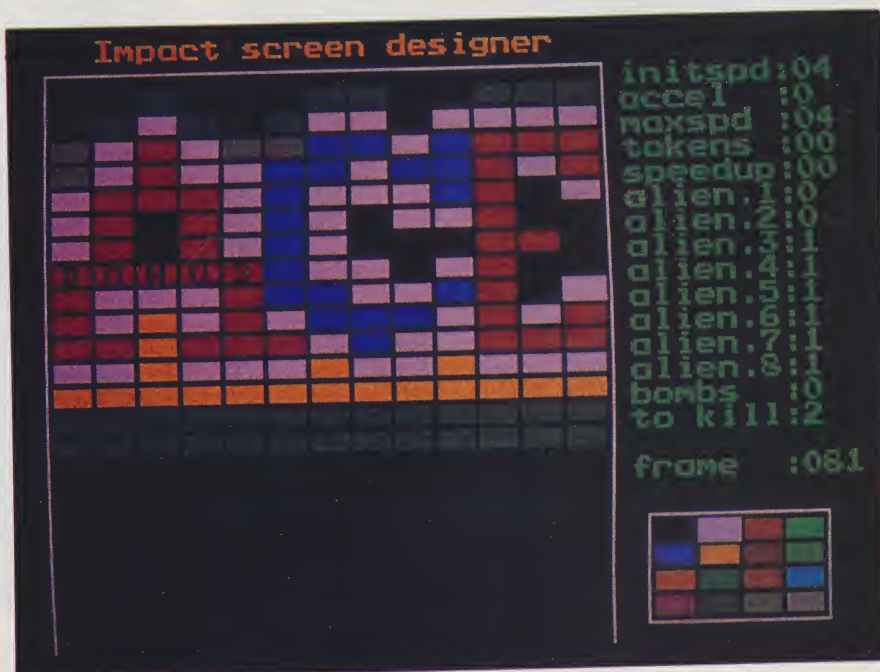 Impact screen designer
initspd:04
accel :0
maxspd :04
tokens :00
speedup:00
alien.1:0
alien.2:0
alien.3:1
alien.4:1
alien.5:1
alien.6:1
alien.7:1
alien.8:1
bombs :0
to kill:2
frame :081